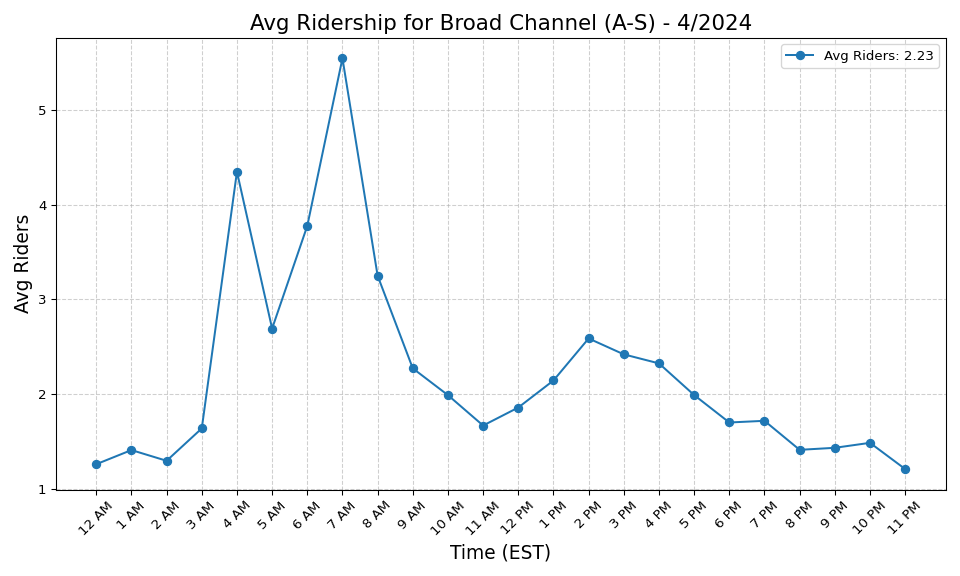 Avg Ridership for Broad Channel (A-S) - 4/2024
Avg Riders: 2.23
Avg Riders
5
4
3
2
1
12 AM
1 AM
2 AM
3 AM
4 AM
5 AM
6 AM
7 AM
8 AM
9 AM
10 AM
11 AM
12 PM
1 PM
2 PM
3 PM
4 PM
5 PM
6 PM
7 PM
8 PM
9 PM
10 PM
11 PM
Time (EST)